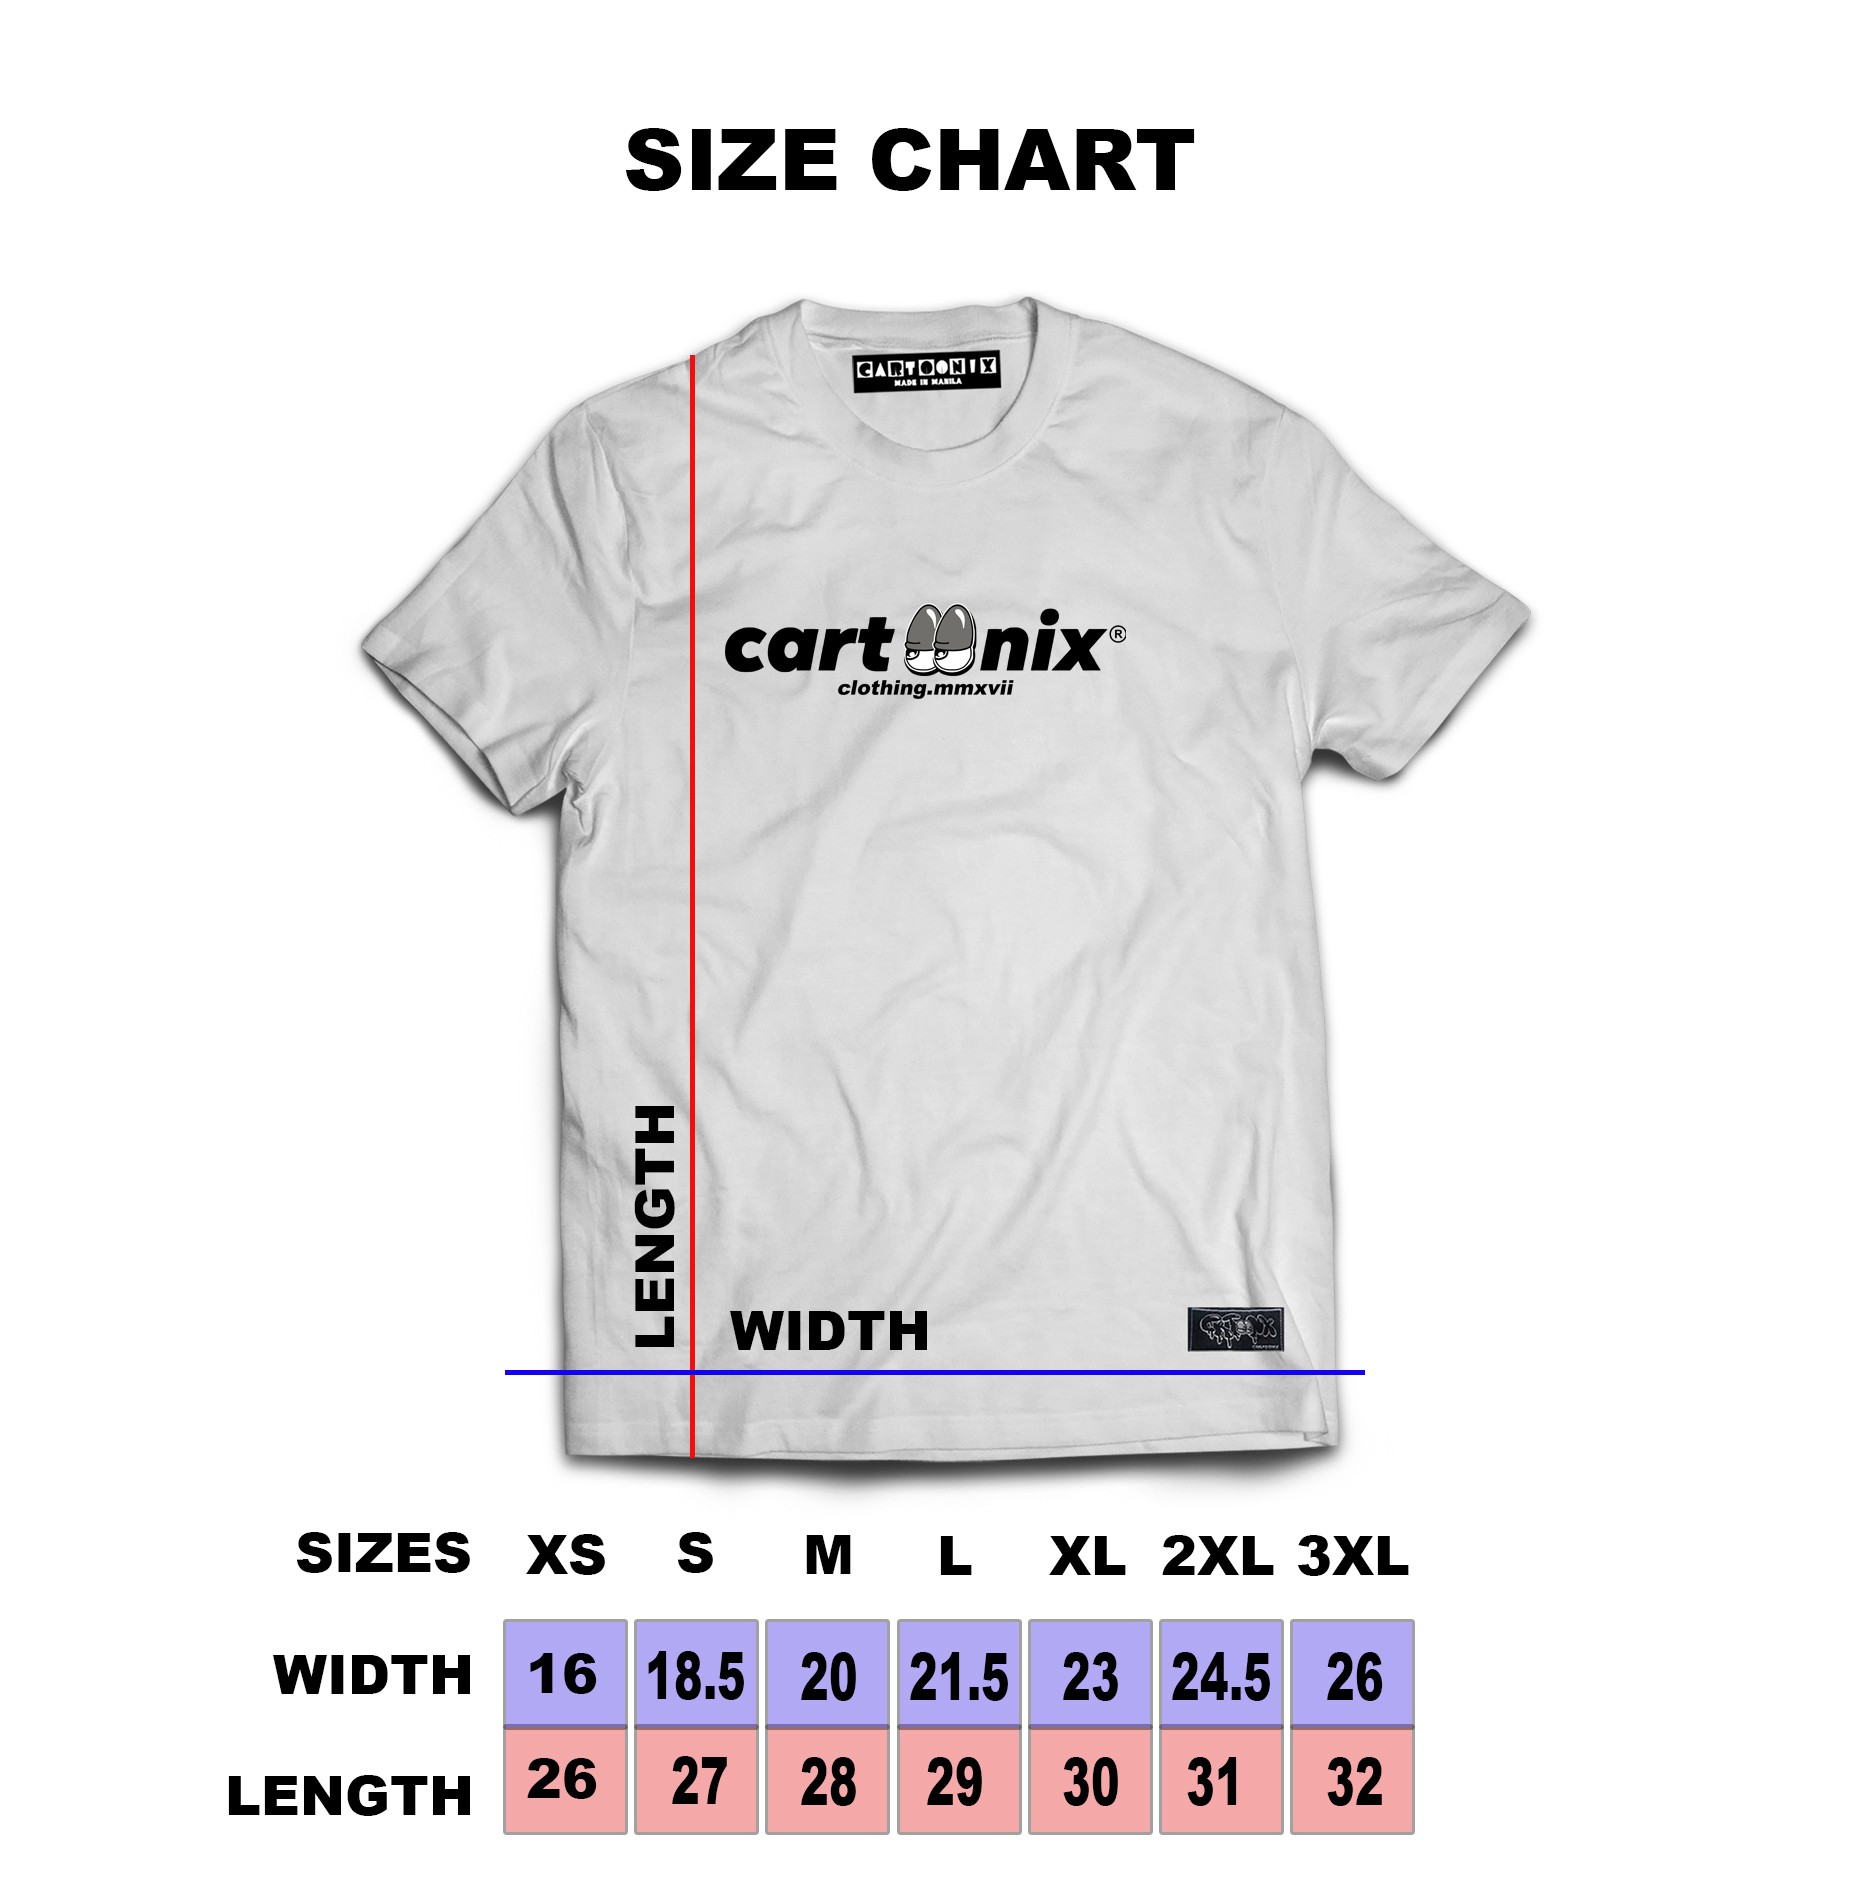 SIZE CHART
CARTOONIX
MADE IN MANILA
cartoonix®
clothing.mmxvii
LENGTH
WIDTH
SIZES XS S M L XL 2XL 3XL
WIDTH 16 18.5 20 21.5 23 24.5 26
LENGTH 26 27 28 29 30 31 32